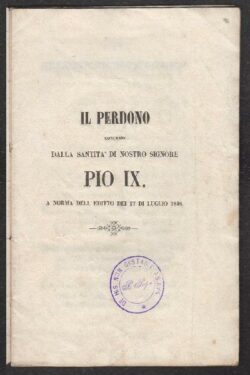 IL PERDONO
DALLA SANTITA' DI NOSTRO SIGNORE
PIO IX.
A NORMA DELL EDITTO DEI 17 DI LUGLIO 1846.